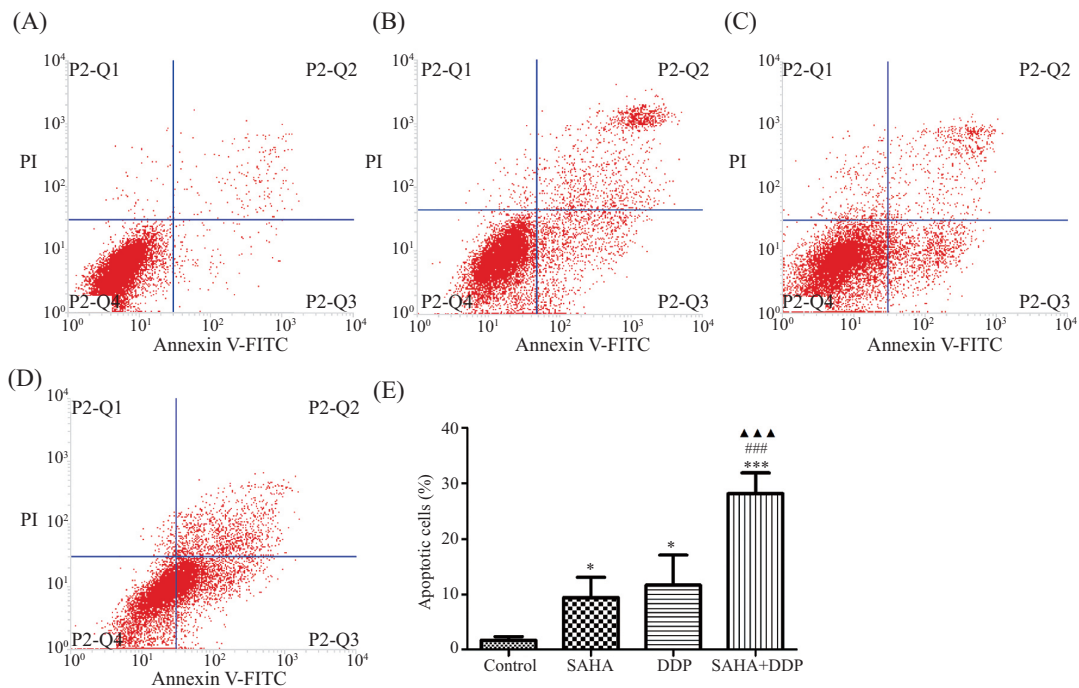 (A)
10⁴
P2-Q1
P2-Q2
10³
PI
10²
10¹
P2-Q4
P2-Q3
10⁰
10⁰ 10¹ 10² 10³ 10⁴
Annexin V-FITC
(B)
10⁴
P2-Q1
P2-Q2
10³
PI
10²
10¹
P2-Q4
P2-Q3
10⁰
10⁰ 10¹ 10² 10³ 10⁴
Annexin V-FITC
(C)
10⁴
P2-Q1
P2-Q2
10³
PI
10²
10¹
P2-Q4
P2-Q3
10⁰
10⁰ 10¹ 10² 10³ 10⁴
Annexin V-FITC
(D)
10⁴
P2-Q1
P2-Q2
10³
PI
10²
10¹
P2-Q4
P2-Q3
10⁰
10⁰ 10¹ 10² 10³ 10⁴
Annexin V-FITC
(E)
Apoptotic cells (%)
40
30
20
10
0
*
*
▲▲▲
###
***
Control SAHA DDP SAHA+DDP